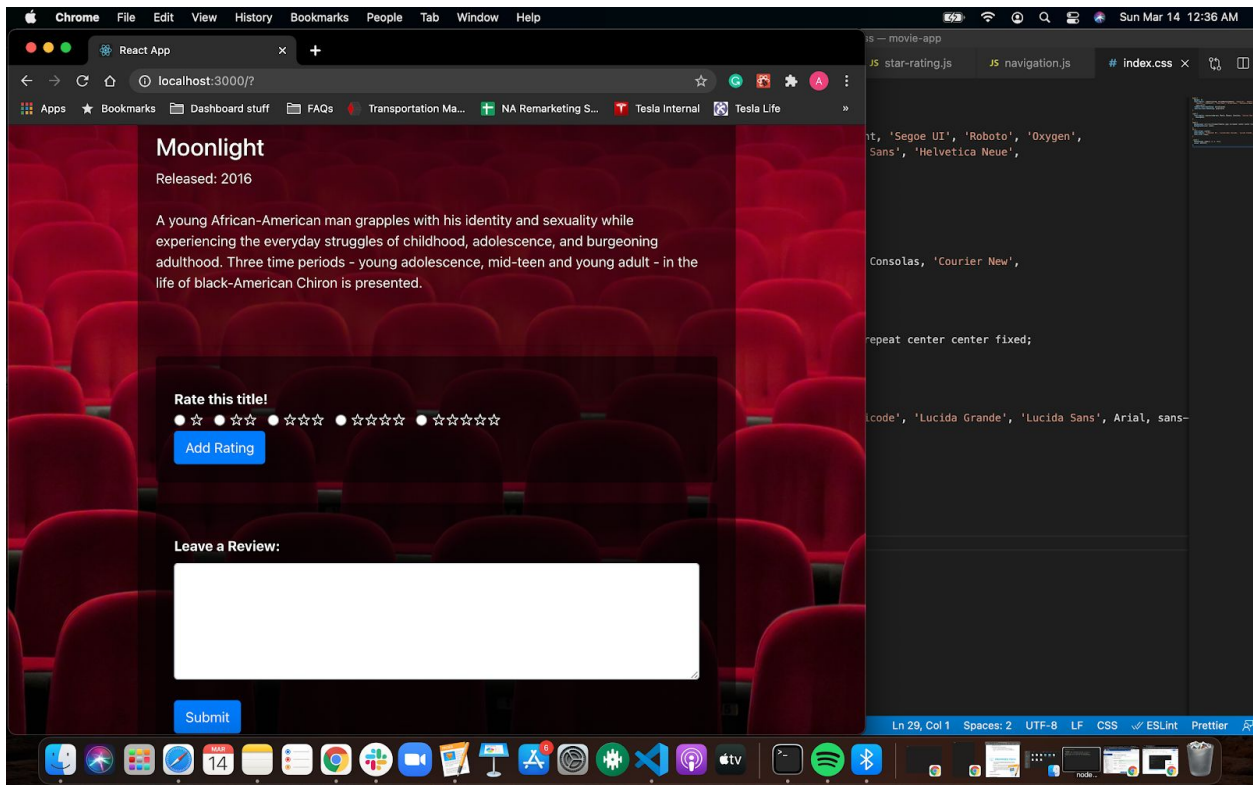 Chrome File Edit View History Bookmarks People Tab Window Help Sun Mar 14 12:36 AM
React App
localhost:3000/?
A
Apps Bookmarks Dashboard stuff FAQs Transportation Ma... NA Remarketing S... Tesla Internal Tesla Life »
Moonlight
Released: 2016
A young African-American man grapples with his identity and sexuality while
experiencing the everyday struggles of childhood, adolescence, and burgeoning
adulthood. Three time periods - young adolescence, mid-teen and young adult - in the
life of black-American Chiron is presented.
Rate this title!
☆ ☆☆ ☆☆☆ ☆☆☆☆ ☆☆☆☆☆
Add Rating
Leave a Review:
Submit
— movie-app
JS star-rating.js JS navigation.js # index.css
'Segoe UI', 'Roboto', 'Oxygen',
Sans', 'Helvetica Neue',
Consolas, 'Courier New',
repeat center center fixed;
icode', 'Lucida Grande', 'Lucida Sans', Arial, sans-
Ln 29, Col 1 Spaces: 2 UTF-8 LF CSS ESLint Prettier
MAR
14
6
tv
node...